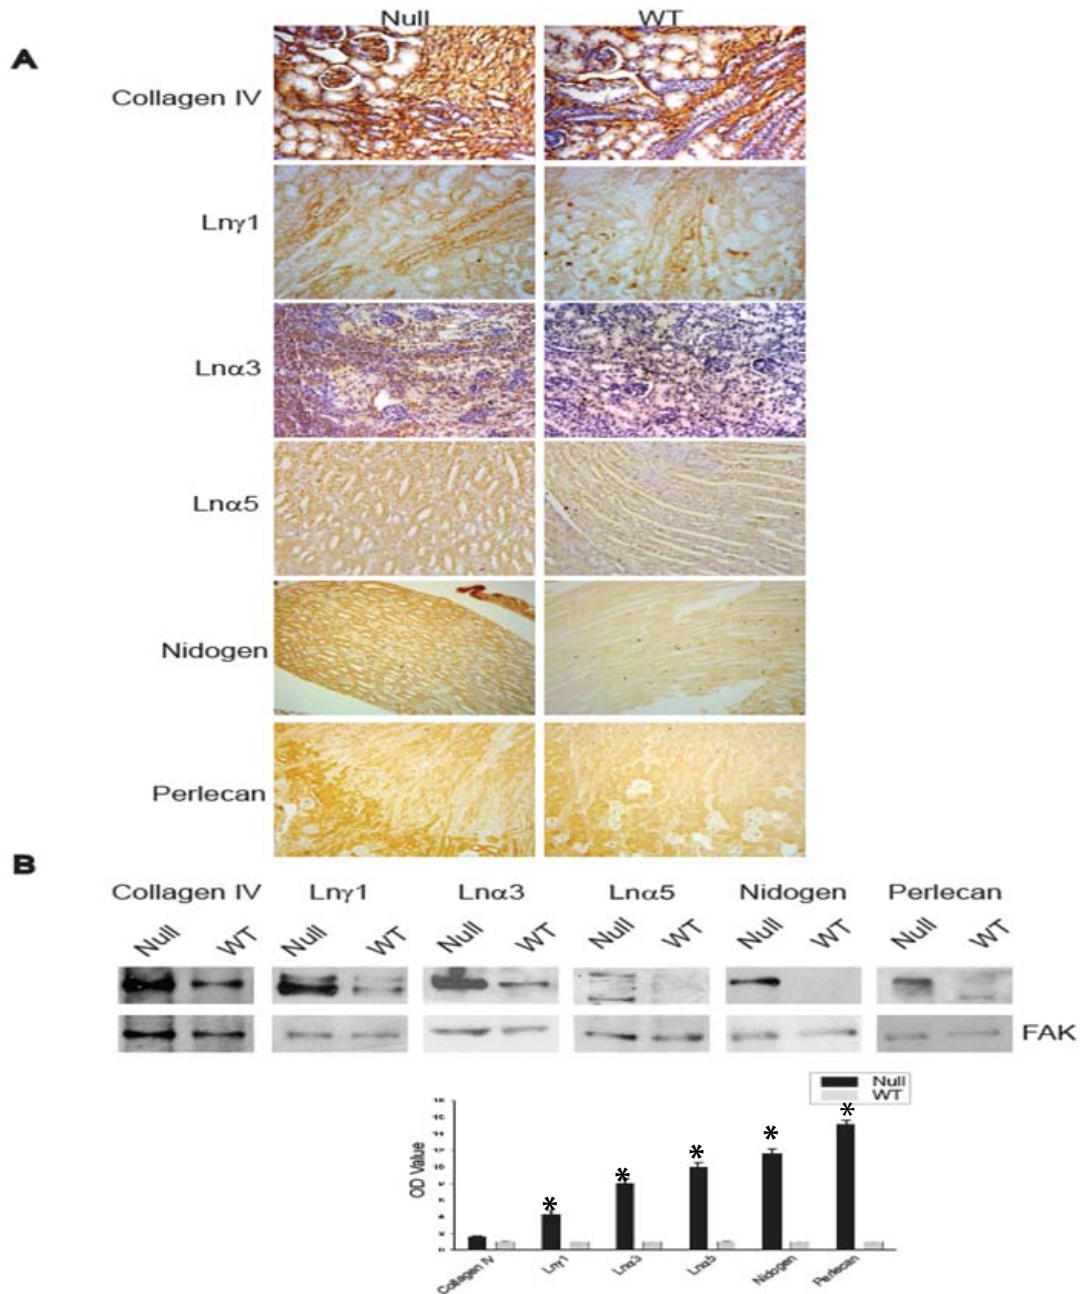 Null WT
A
Collagen IV
Lnγ1
Lnα3
Lnα5
Nidogen
Perlecan
B
Collagen IV Lnγ1 Lnα3 Lnα5 Nidogen Perlecan
Null WT Null WT Null WT Null WT Null WT Null WT
FAK
Null
WT
OD Value
* * * * *
Collagen IV Lnγ1 Lnα3 Lnα5 Nidogen Perlecan